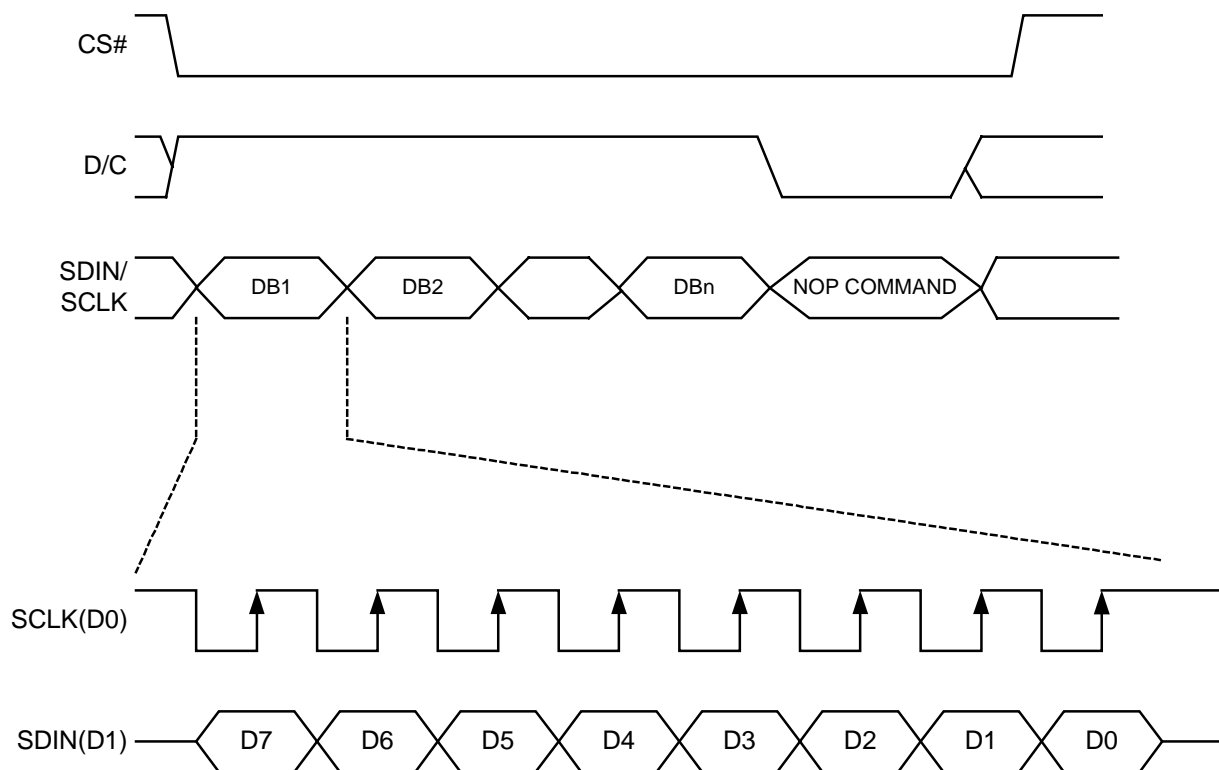 CS#
D/C
SDIN/
SCLK
DB1
DB2
DBn
NOP COMMAND
SCLK(D0)
SDIN(D1)
D7
D6
D5
D4
D3
D2
D1
D0